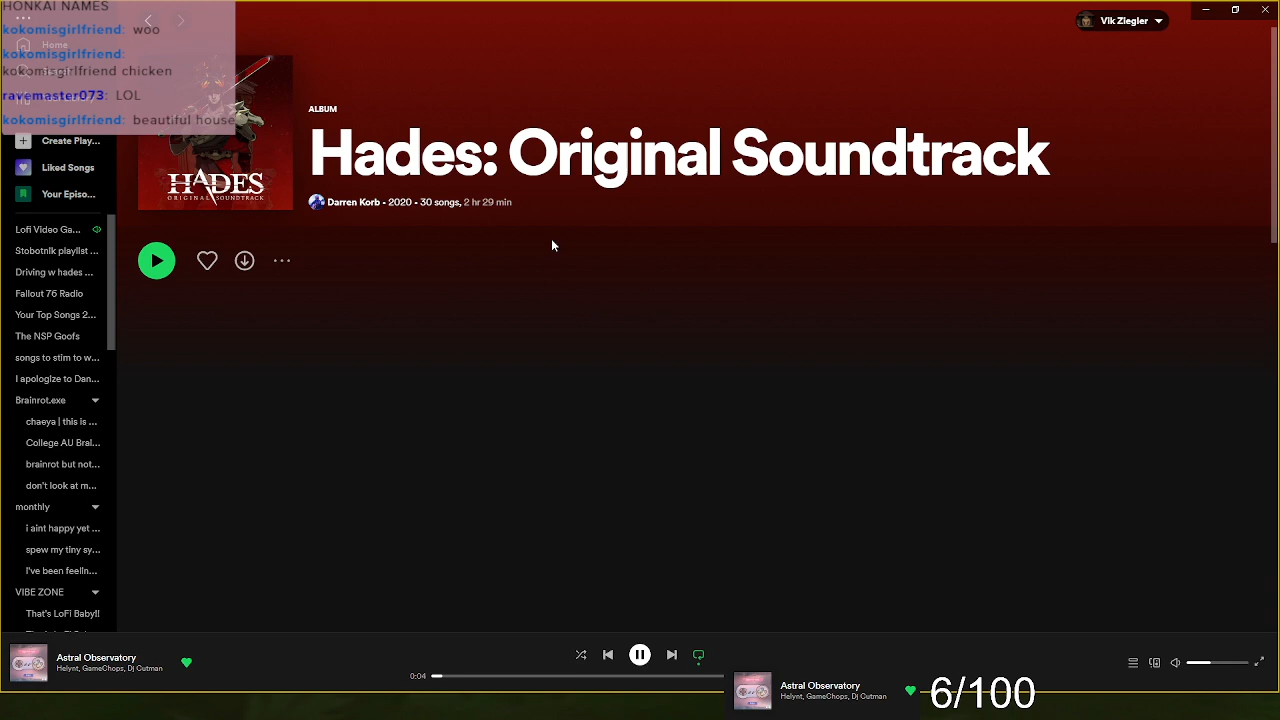 HONKAI NAMES
kokomisgirlfriend: woo
kokomisgirlfriend:
kokomisgirlfriend chicken
ravemaster073: LOL
kokomisgirlfriend: beautiful house
Home
Vik Ziegler
Create Play...
Liked Songs
Your Episo...
Lofi Video Ga...
Stobotnik playlist ...
Driving w hades ...
Fallout 76 Radio
Your Top Songs 2...
The NSP Goofs
songs to stim to w...
I apologize to Dan...
Brainrot.exe
chaeya | this is ...
College AU Brai...
brainrot but not...
don't look at m...
monthly
i aint happy yet ...
spew my tiny sy...
I've been feelin...
VIBE ZONE
That's LoFi Baby!!
HADES
ORIGINAL SOUNDTRACK
ALBUM
Hades: Original Soundtrack
Darren Korb • 2020 • 30 songs, 2 hr 29 min
Astral Observatory
Helynt, GameChops, Dj Cutman
0:04
Astral Observatory
Helynt, GameChops, Dj Cutman
6/100